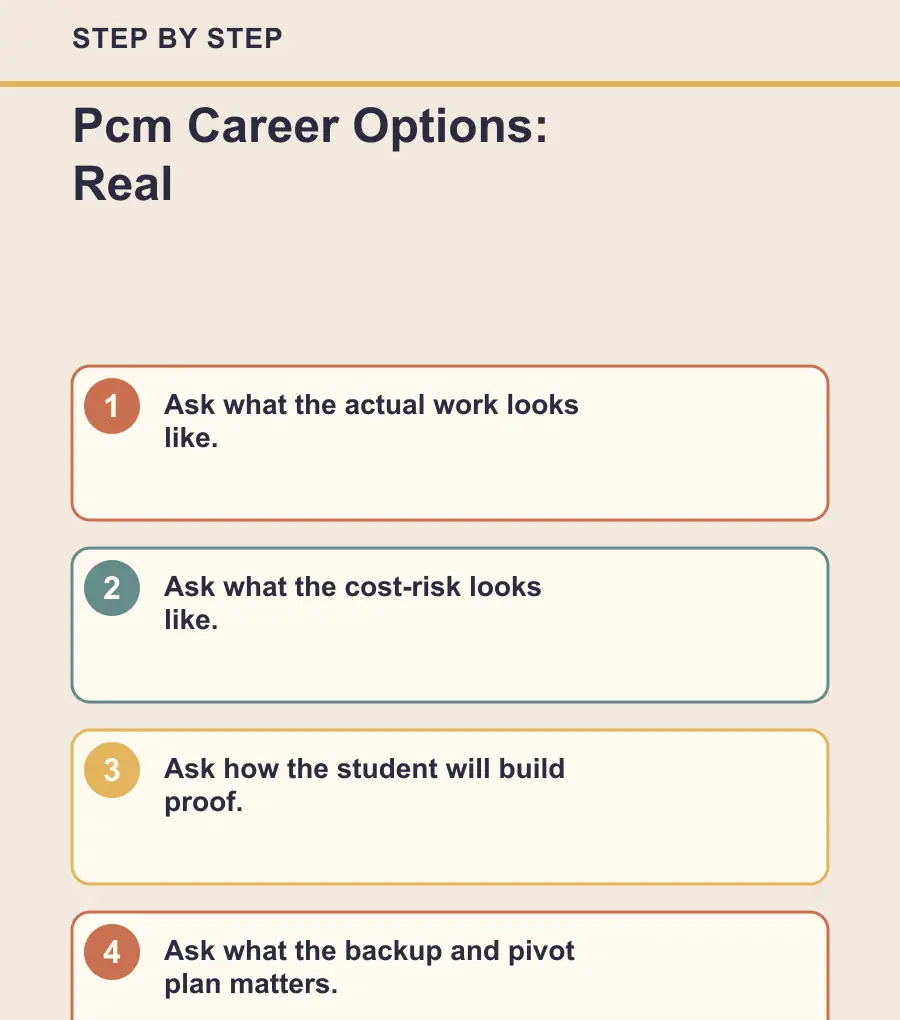 STEP BY STEP
Pcm Career Options:
Real
1
Ask what the actual work looks
like.
2
Ask what the cost-risk looks
like.
3
Ask how the student will build
proof.
4
Ask what the backup and pivot
plan matters.